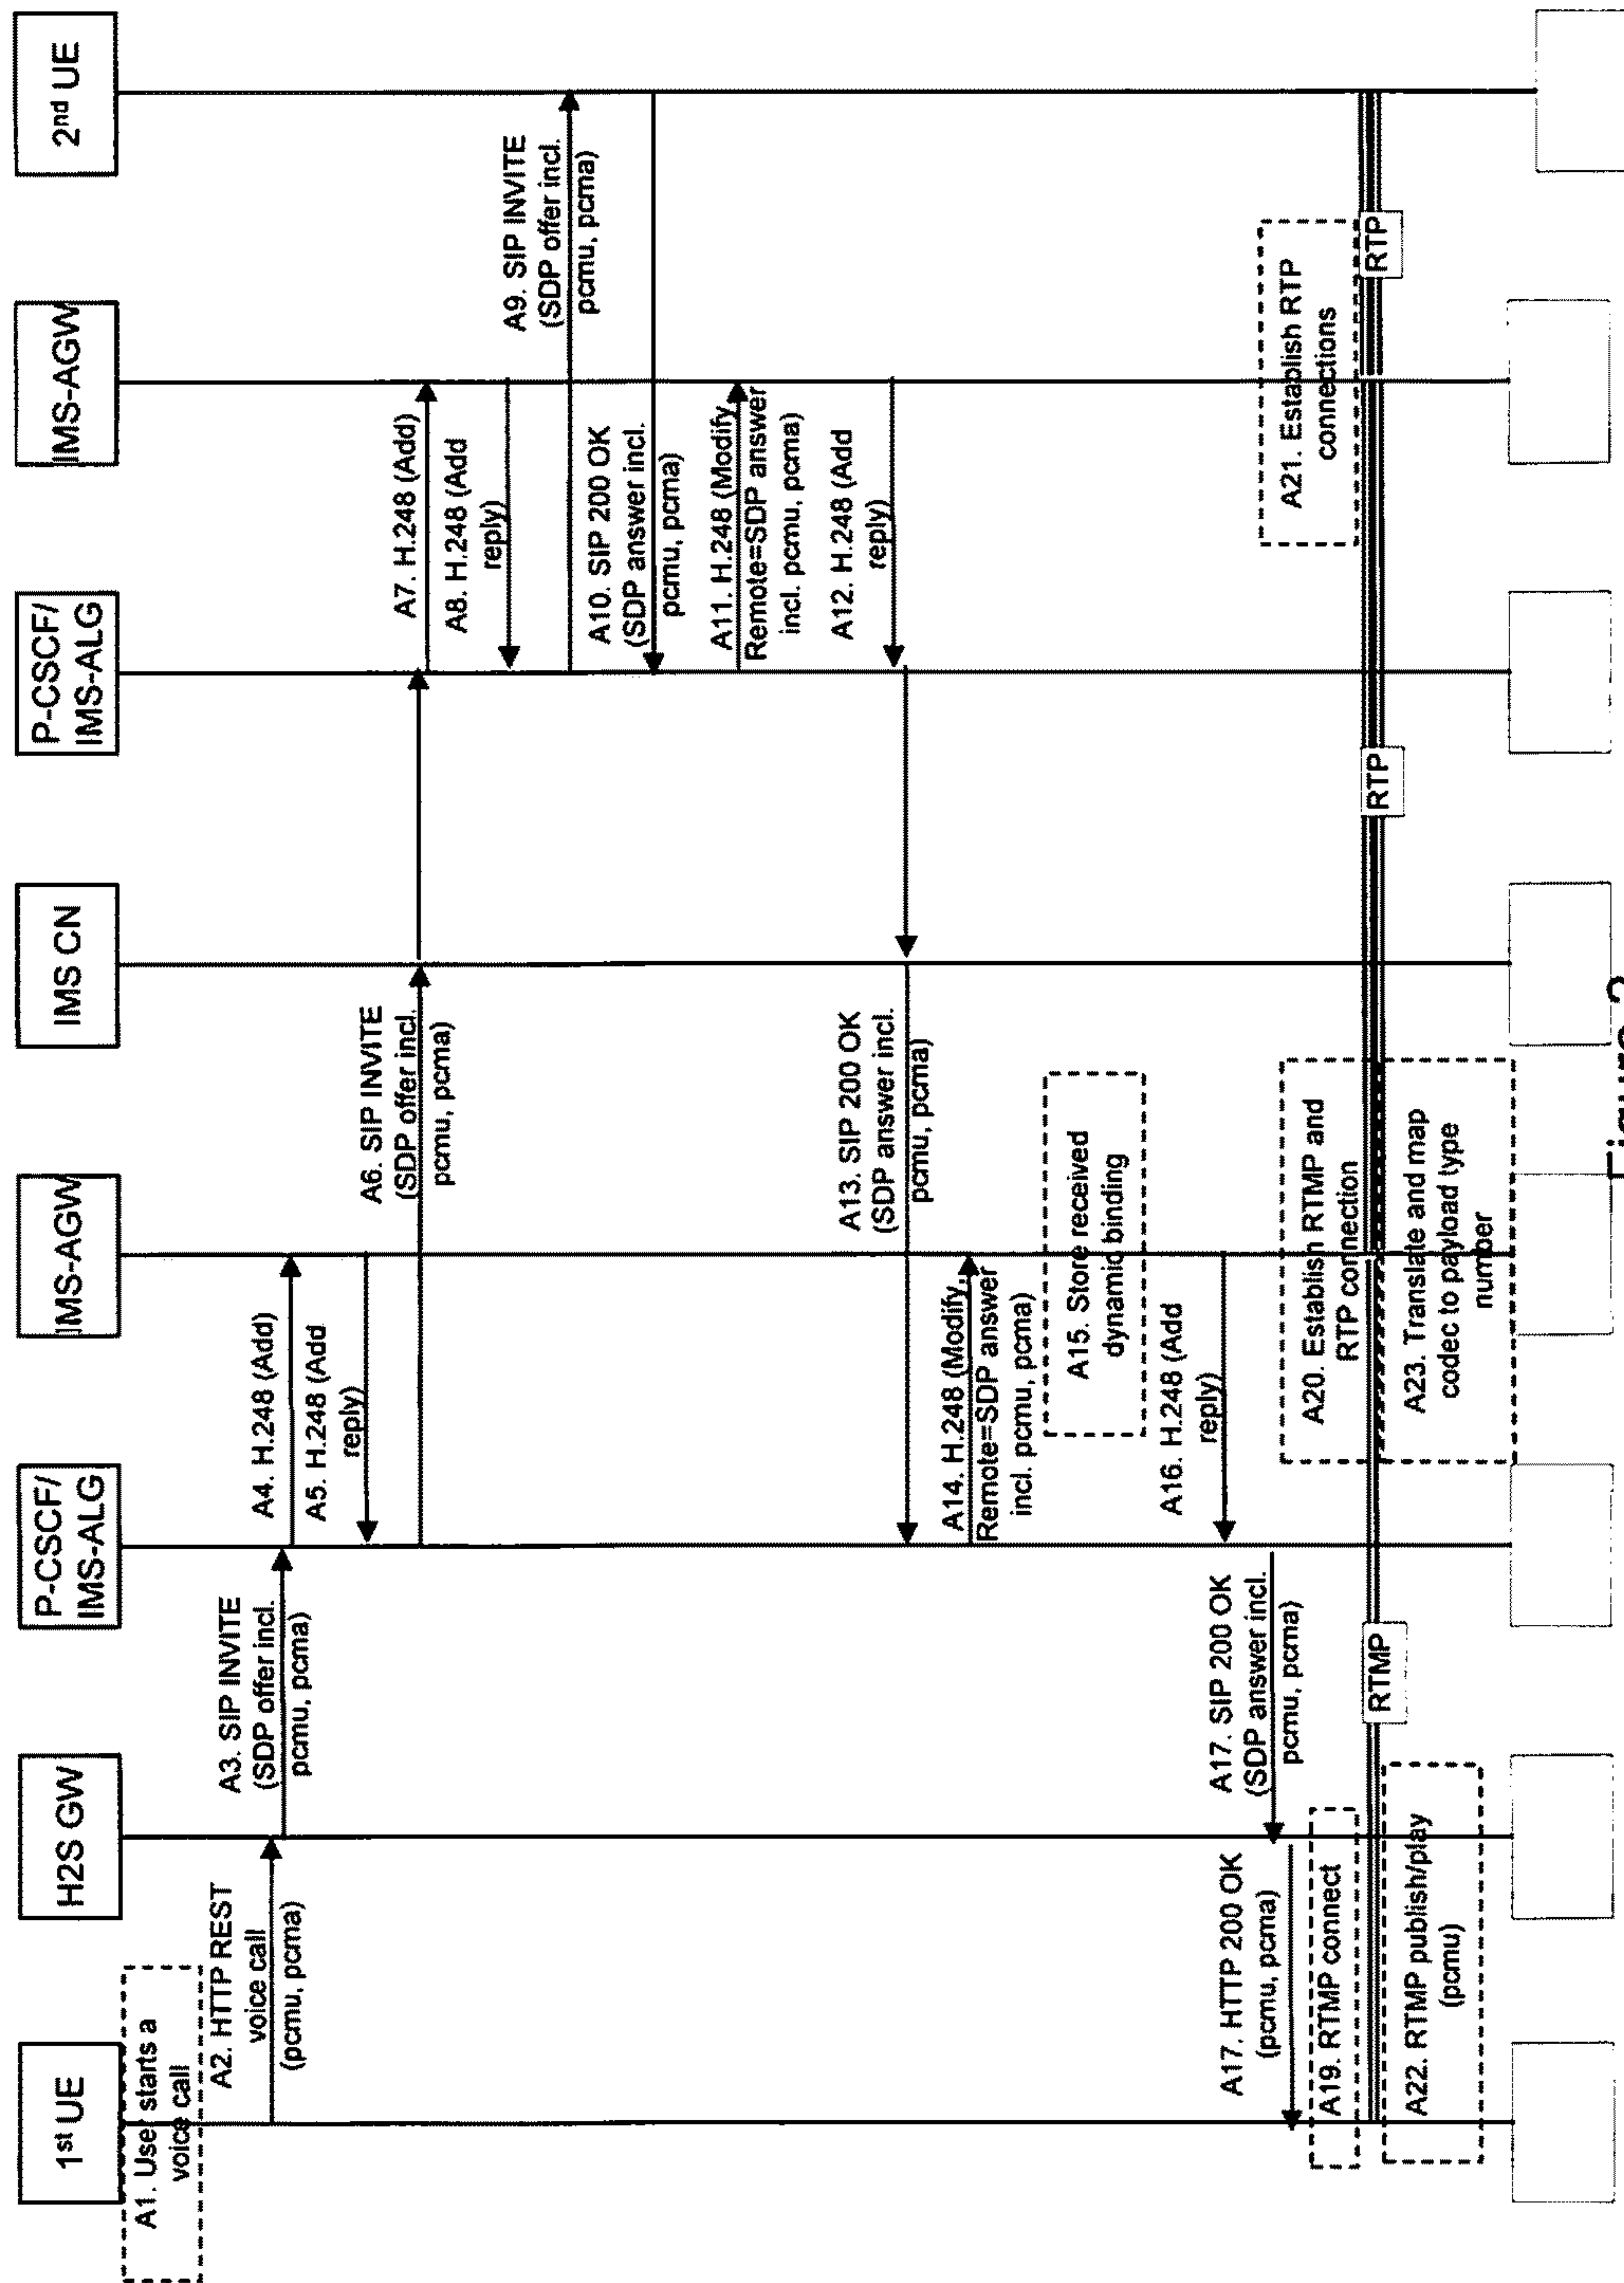 1st UE
H2S GW
P-CSCF/
IMS-ALG
IMS-AGW
IMS CN
P-CSCF/
IMS-ALG
IMS-AGW
2nd UE
A1. User starts a
voice call
A2. HTTP REST
voice call
(pcmu, pcma)
A3. SIP INVITE
(SDP offer incl.
pcmu, pcma)
A4. H.248 (Add)
A5. H.248 (Add
reply)
A6. SIP INVITE
(SDP offer incl.
pcmu, pcma)
A7. H.248 (Add)
A8. H.248 (Add
reply)
A9. SIP INVITE
(SDP offer incl.
pcmu, pcma)
A10. SIP 200 OK
(SDP answer incl.
pcmu, pcma)
A11. H.248 (Modify,
Remote=SDP answer
incl. pcmu, pcma)
A12. H.248 (Add
reply)
A13. SIP 200 OK
(SDP answer incl.
pcmu, pcma)
A14. H.248 (Modify,
Remote=SDP answer
incl. pcmu, pcma)
A15. Store received
dynamic binding
A16. H.248 (Add
reply)
A17. SIP 200 OK
(SDP answer incl.
pcmu, pcma)
A17. HTTP 200 OK
(pcmu, pcma)
A19. RTMP connect
A20. Establish RTMP and
RTP connection
A21. Establish RTP
connections
RTMP
RTP
RTP
A22. RTMP publish/play
(pcmu)
A23. Translate and map
codec to payload type
number
Figure